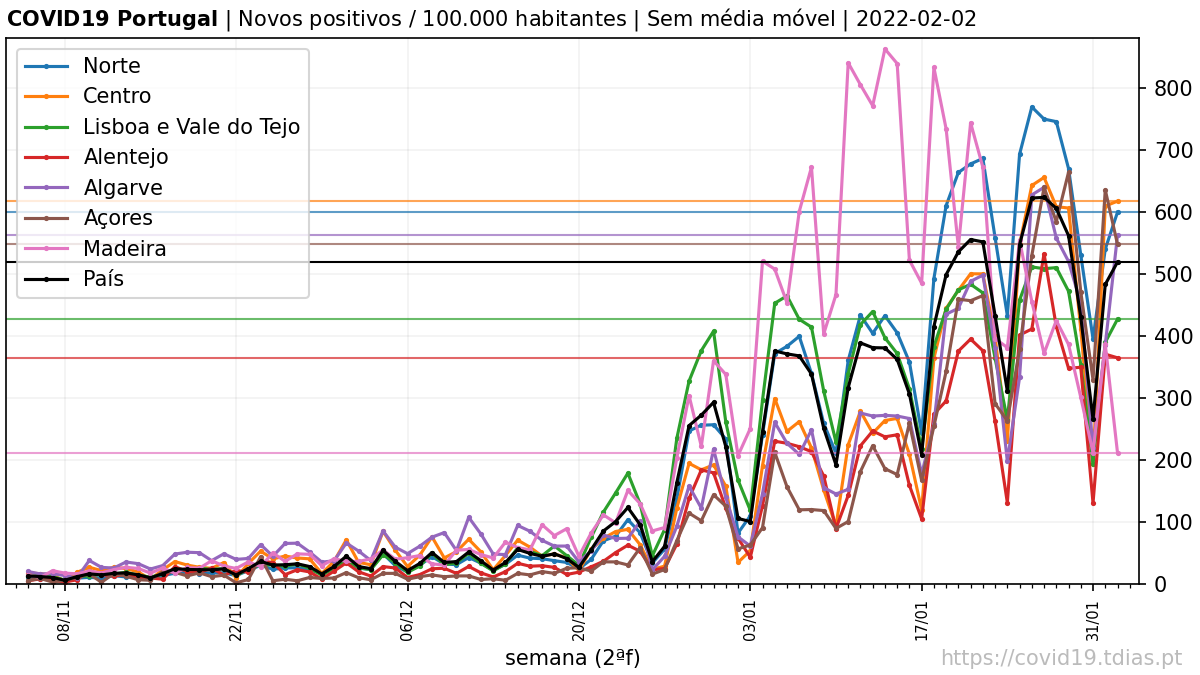 COVID19 Portugal | Novos positivos / 100.000 habitantes | Sem média móvel | 2022-02-02
Norte
Centro
Lisboa e Vale do Tejo
Alentejo
Algarve
Açores
Madeira
País
800
700
600
500
400
300
200
100
0
08/11
22/11
06/12
20/12
03/01
17/01
31/01
semana (2ªf)
https://covid19.tdias.pt